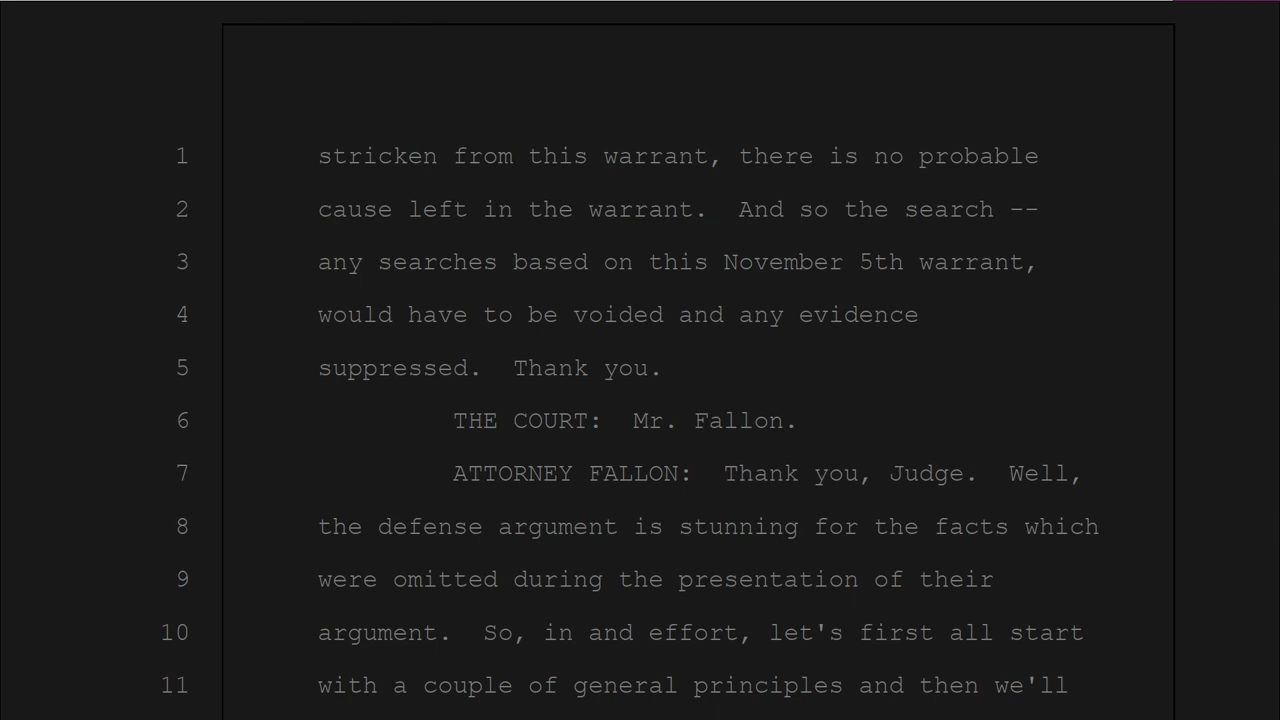 1 stricken from this warrant, there is no probable
2 cause left in the warrant.  And so the search --
3 any searches based on this November 5th warrant,
4 would have to be voided and any evidence
5 suppressed.  Thank you.
6 THE COURT:  Mr. Fallon.
7 ATTORNEY FALLON:  Thank you, Judge.  Well,
8 the defense argument is stunning for the facts which
9 were omitted during the presentation of their
10 argument.  So, in and effort, let's first all start
11 with a couple of general principles and then we'll